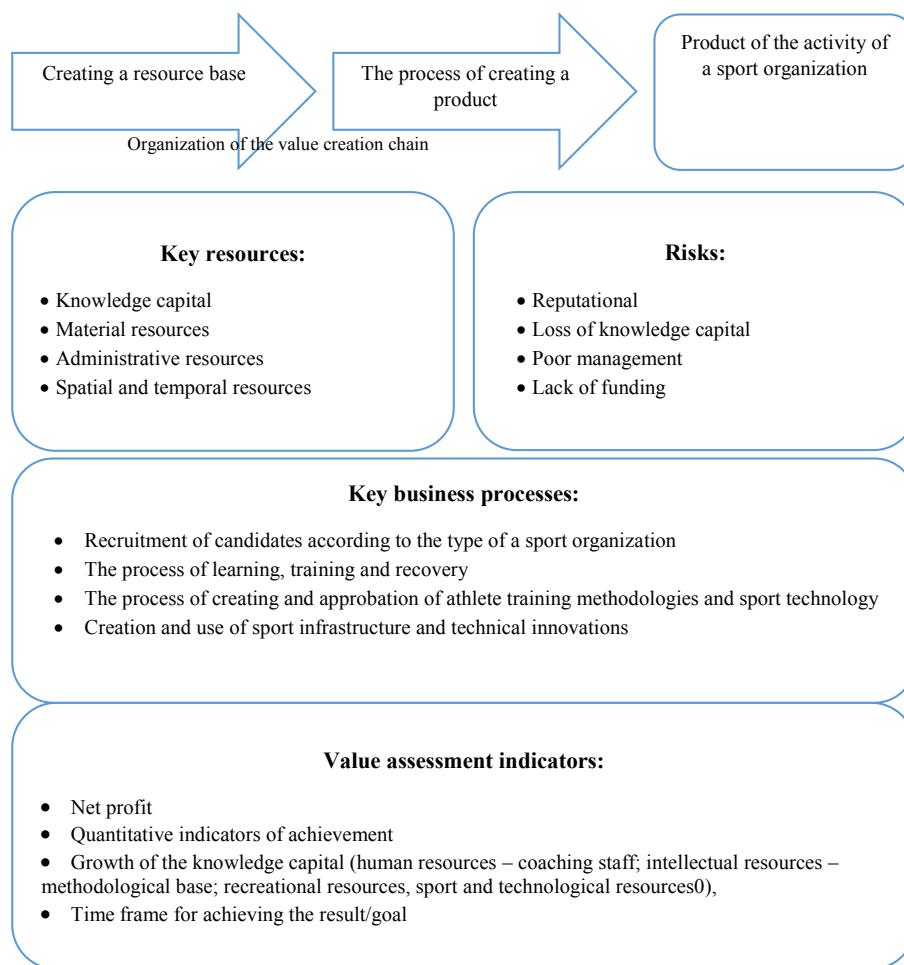 Creating a resource base
The process of creating a
product
Product of the activity of
a sport organization
Organization of the value creation chain
Key resources:
• Knowledge capital
• Material resources
• Administrative resources
• Spatial and temporal resources
Risks:
• Reputational
• Loss of knowledge capital
• Poor management
• Lack of funding
Key business processes:
• Recruitment of candidates according to the type of a sport organization
• The process of learning, training and recovery
• The process of creating and approbation of athlete training methodologies and sport technology
• Creation and use of sport infrastructure and technical innovations
Value assessment indicators:
• Net profit
• Quantitative indicators of achievement
• Growth of the knowledge capital (human resources – coaching staff; intellectual resources –
methodological base; recreational resources, sport and technological resources0),
• Time frame for achieving the result/goal